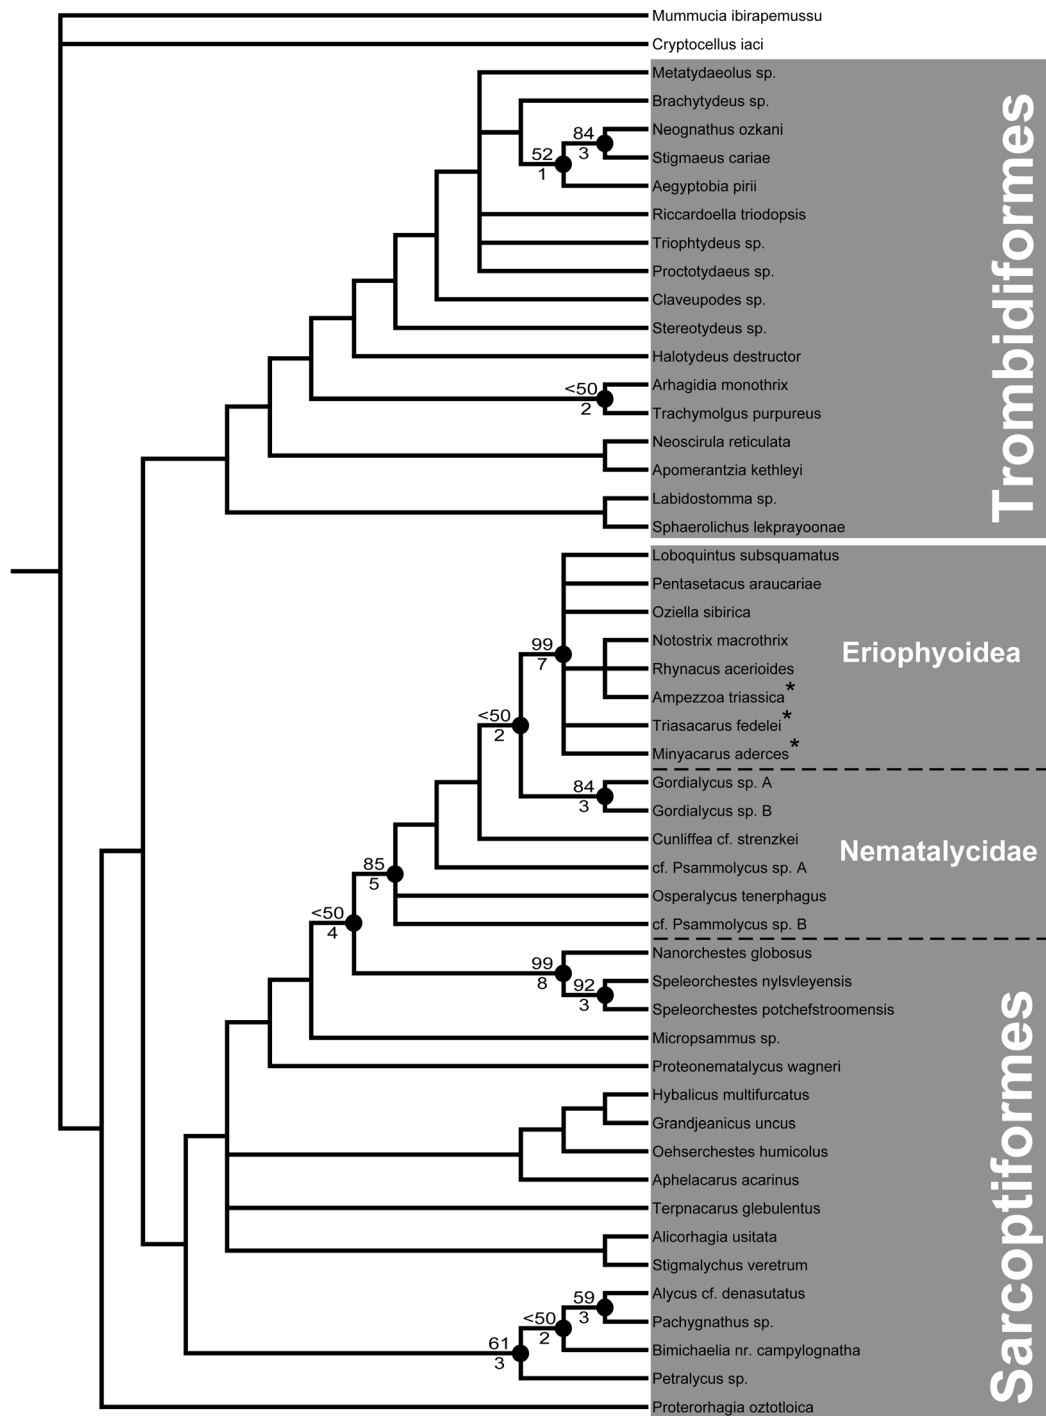 Mummucia ibirapemussu
Cryptocellus iaci
Metatydaeolus sp.
Brachytydeus sp.
84
Neognathus ozkani
3
52
Stigmaeus cariae
1
Aegyptobia pirii
Riccardoella triodopsis
Triophtydeus sp.
Proctotydaeus sp.
Claveupodes sp.
Stereotydeus sp.
Halotydeus destructor
<50
Arhagidia monothrix
2
Trachymolgus purpureus
Neoscirula reticulata
Apomerantzia kethleyi
Labidostomma sp.
Sphaerolichus lekprayoonae
Trombidiformes
Loboquintus subsquamatus
Pentasetacus araucariae
Oziella sibirica
99
Notostrix macrothrix
7
Rhynacus acerioides
Ampezzoa triassica*
<50
Triasacarus fedelei*
2
Minyacarus aderces*
Eriophyoidea
84
Gordialycus sp. A
3
Gordialycus sp. B
Cunliffea cf. strenzkei
85
cf. Psammolycus sp. A
5
Osperalycus tenerphagus
<50
cf. Psammolycus sp. B
4
Nematalycidae
99
Nanorchestes globosus
8
92
Speleorchestes nylsvleyensis
3
Speleorchestes potchefstroomensis
Micropsammus sp.
Proteonematalycus wagneri
Hybalicus multifurcatus
Grandjeanicus uncus
Oehserchestes humicolus
Aphelacarus acarinus
Terpnacarus glebulentus
Alicorhagia usitata
Stigmalychus veretrum
59
Alycus cf. denasutatus
3
<50
Pachygnathus sp.
2
61
Bimichaelia nr. campylognatha
3
Petralycus sp.
Proterorhagia oztotloica
Sarcoptiformes